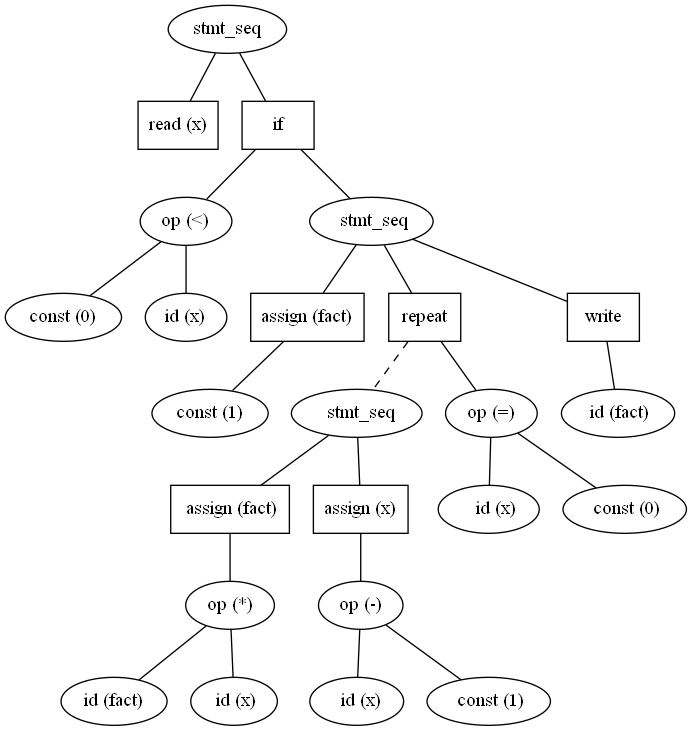 stmt_seq
read (x)
if
op (<)
stmt_seq
const (0)
id (x)
assign (fact)
repeat
write
const (1)
stmt_seq
op (=)
id (fact)
assign (fact)
assign (x)
id (x)
const (0)
op (*)
op (-)
id (fact)
id (x)
id (x)
const (1)